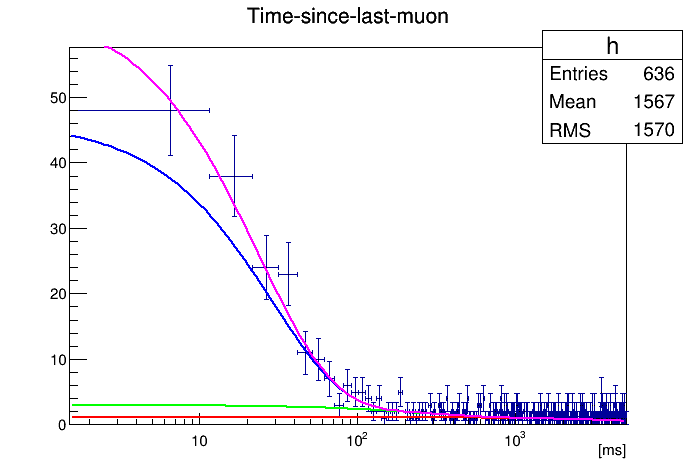 Time-since-last-muon
h
Entries 636
Mean 1567
RMS 1570
50
40
30
20
10
0
10 10² 10³
[ms]